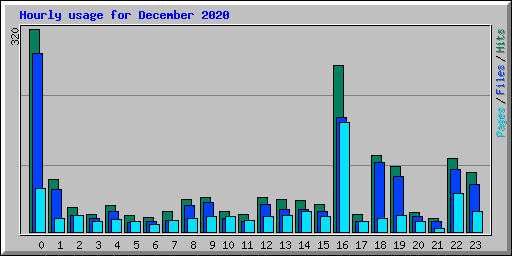 Hourly usage for December 2020
320
Pages/Files/Hits
0 1 2 3 4 5 6 7 8 9 10 11 12 13 14 15 16 17 18 19 20 21 22 23